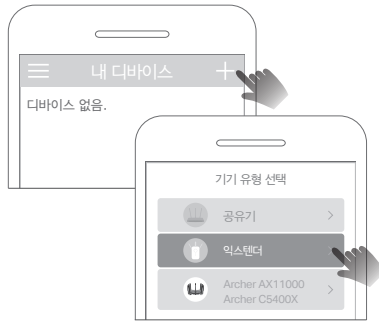 내 디바이스
디바이스 없음.
기기 유형 선택
공유기
익스텐더
Archer AX11000
Archer C5400X